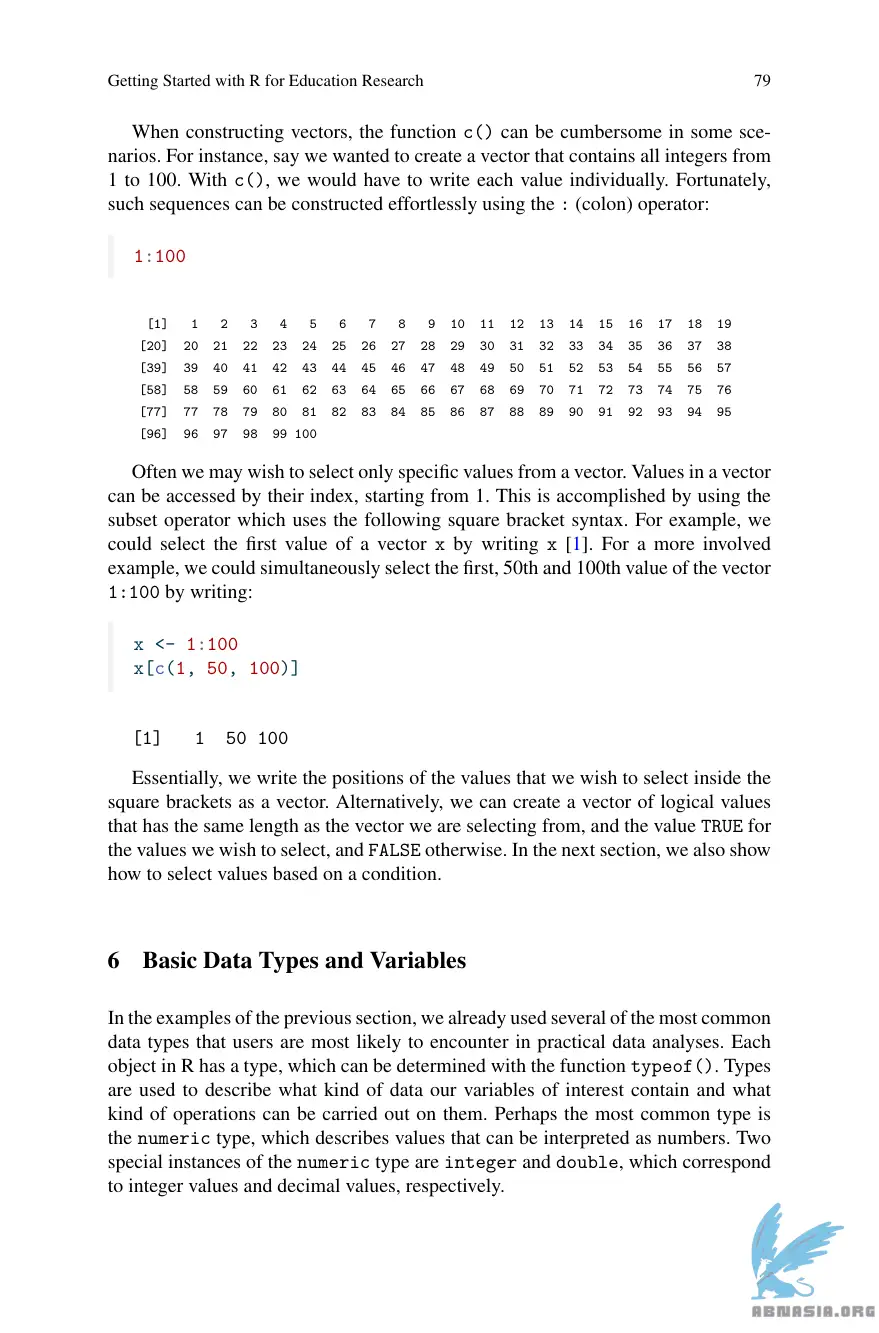 Getting Started with R for Education Research 79
When constructing vectors, the function c() can be cumbersome in some sce-
narios. For instance, say we wanted to create a vector that contains all integers from
1 to 100. With c(), we would have to write each value individually. Fortunately,
such sequences can be constructed effortlessly using the : (colon) operator:
1:100
[1] 1 2 3 4 5 6 7 8 9 10 11 12 13 14 15 16 17 18 19
[20] 20 21 22 23 24 25 26 27 28 29 30 31 32 33 34 35 36 37 38
[39] 39 40 41 42 43 44 45 46 47 48 49 50 51 52 53 54 55 56 57
[58] 58 59 60 61 62 63 64 65 66 67 68 69 70 71 72 73 74 75 76
[77] 77 78 79 80 81 82 83 84 85 86 87 88 89 90 91 92 93 94 95
[96] 96 97 98 99 100
Often we may wish to select only specific values from a vector. Values in a vector
can be accessed by their index, starting from 1. This is accomplished by using the
subset operator which uses the following square bracket syntax. For example, we
could select the first value of a vector x by writing x [1]. For a more involved
example, we could simultaneously select the first, 50th and 100th value of the vector
1:100 by writing:
x <- 1:100
x[c(1, 50, 100)]
[1] 1 50 100
Essentially, we write the positions of the values that we wish to select inside the
square brackets as a vector. Alternatively, we can create a vector of logical values
that has the same length as the vector we are selecting from, and the value TRUE for
the values we wish to select, and FALSE otherwise. In the next section, we also show
how to select values based on a condition.
6 Basic Data Types and Variables
In the examples of the previous section, we already used several of the most common
data types that users are most likely to encounter in practical data analyses. Each
object in R has a type, which can be determined with the function typeof(). Types
are used to describe what kind of data our variables of interest contain and what
kind of operations can be carried out on them. Perhaps the most common type is
the numeric type, which describes values that can be interpreted as numbers. Two
special instances of the numeric type are integer and double, which correspond
to integer values and decimal values, respectively.
ABNASIA.ORG